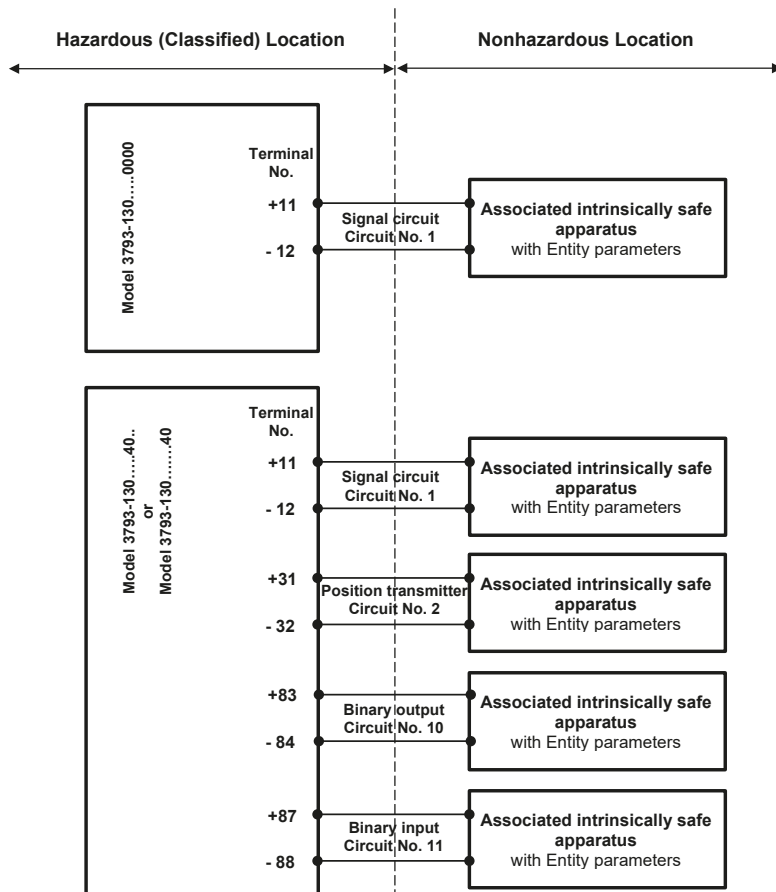 Hazardous (Classified) Location
Nonhazardous Location
Model 3793-130.....0000
Terminal
No.
+11
- 12
Signal circuit
Circuit No. 1
Associated intrinsically safe
apparatus
with Entity parameters
Model 3793-130.....40..
or
Model 3793-130.......40
Terminal
No.
+11
- 12
Signal circuit
Circuit No. 1
Associated intrinsically safe
apparatus
with Entity parameters
+31
- 32
Position transmitter
Circuit No. 2
Associated intrinsically safe
apparatus
with Entity parameters
+83
- 84
Binary output
Circuit No. 10
Associated intrinsically safe
apparatus
with Entity parameters
+87
- 88
Binary input
Circuit No. 11
Associated intrinsically safe
apparatus
with Entity parameters